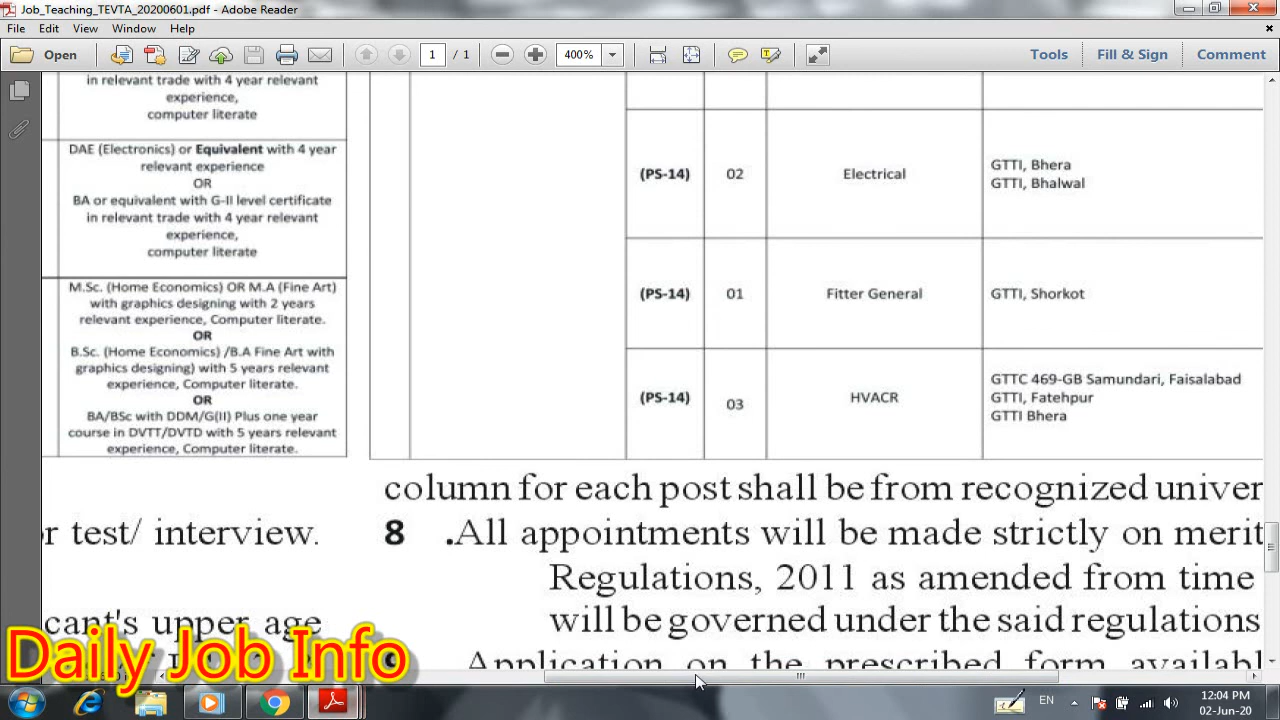 Job_Teaching_TEVTA_20200601.pdf - Adobe Reader
File Edit View Window Help
Open
1 / 1
400%
Tools Fill & Sign Comment
in relevant trade with 4 year relevant
experience,
computer literate
DAE (Electronics) or Equivalent with 4 year
relevant experience
OR
BA or equivalent with G-II level certificate
in relevant trade with 4 year relevant
experience,
computer literate
M.Sc. (Home Economics) OR M.A (Fine Art)
with graphics designing with 2 years
relevant experience, Computer literate.
OR
B.Sc. (Home Economics) /B.A Fine Art with
graphics designing) with 5 years relevant
experience, Computer literate.
OR
BA/BSc with DDM/G(II) Plus one year
course in DVTT/DVTD with 5 years relevant
experience, Computer literate.
(PS-14) 02 Electrical
GTTI, Bhera
GTTI, Bhalwal
(PS-14) 01 Fitter General GTTI, Shorkot
(PS-14) 03 HVACR
GTTC 469-GB Samundari, Faisalabad
GTTI, Fatehpur
GTTI Bhera
r test/ interview.
cant's upper age
column for each post shall be from recognized univer
8 .All appointments will be made strictly on merit
Regulations, 2011 as amended from time
will be governed under the said regulations
Application on the prescribed form availabl
Daily Job Info
EN
12:04 PM
02-Jun-20